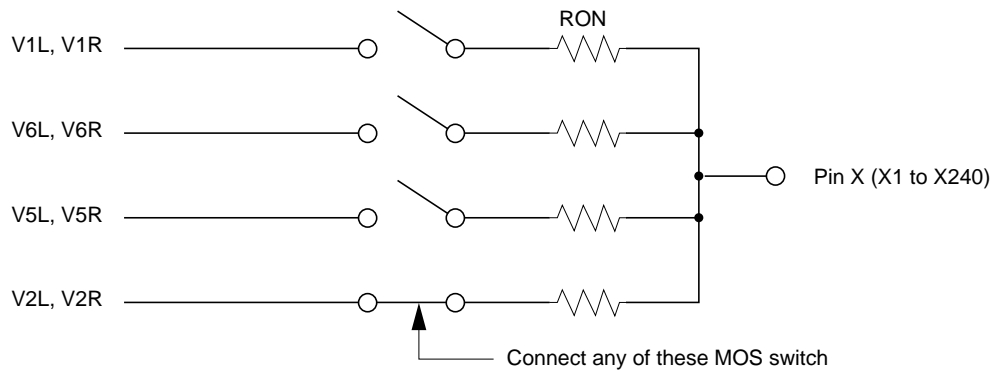 RON
V1L, V1R
V6L, V6R
Pin X (X1 to X240)
V5L, V5R
V2L, V2R
Connect any of these MOS switch